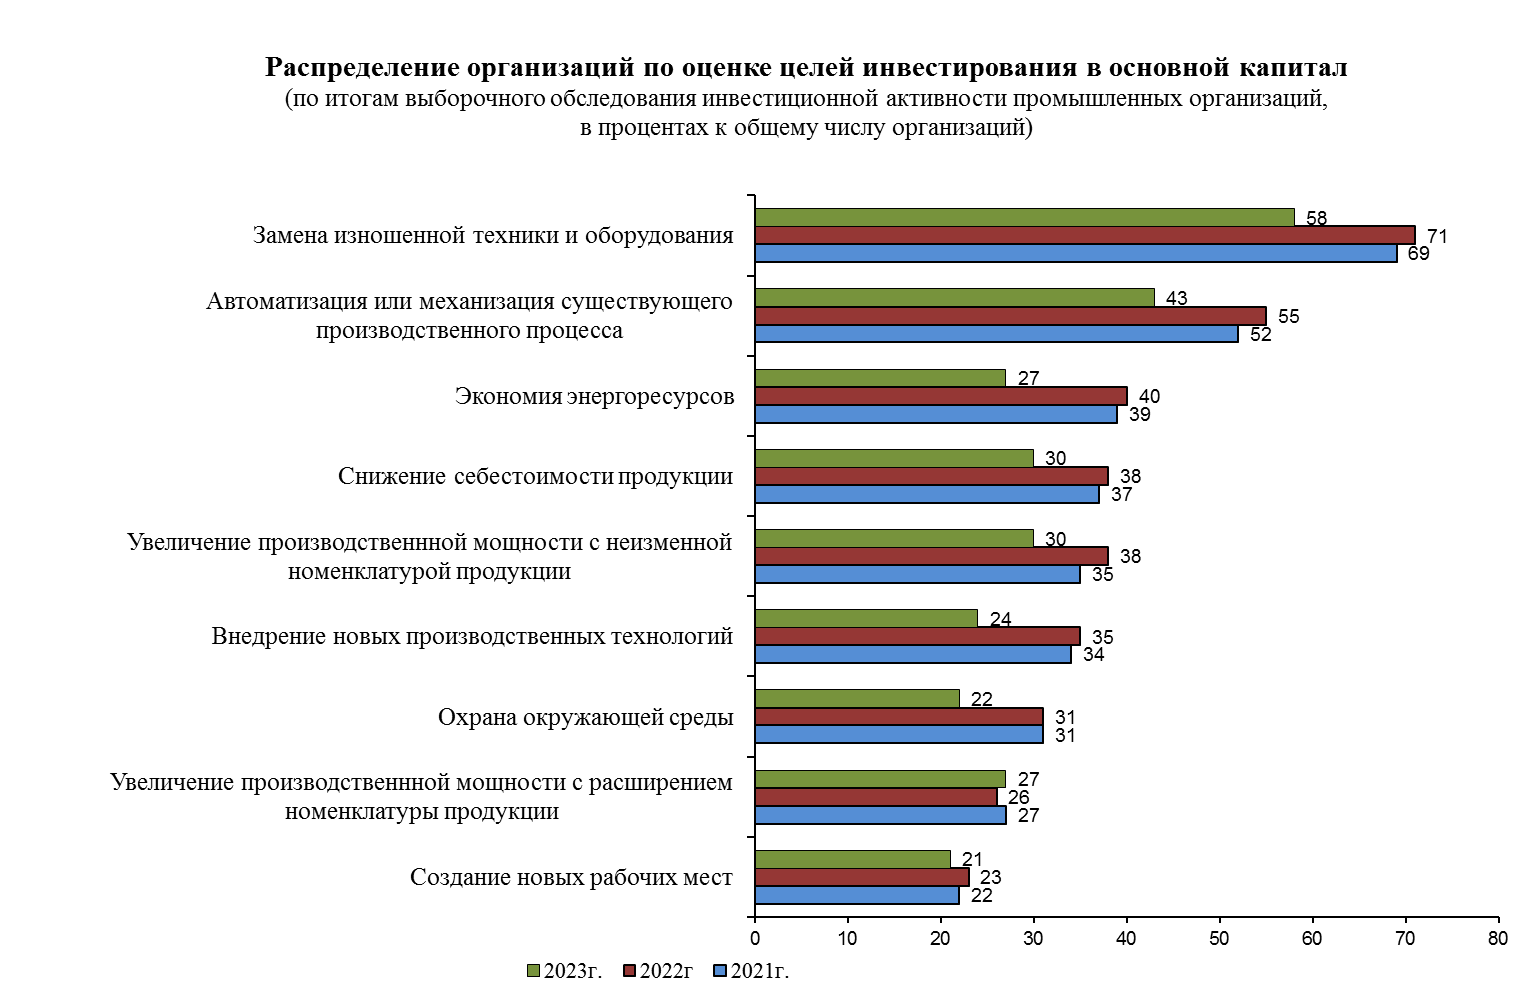 Распределение организаций по оценке целей инвестирования в основной капитал
(по итогам выборочного обследования инвестиционной активности промышленных организаций,
в процентах к общему числу организаций)
Замена изношенной техники и оборудования
58
71
69
Автоматизация или механизация существующего
производственного процесса
43
55
52
Экономия энергоресурсов
27
40
39
Снижение себестоимости продукции
30
38
37
Увеличение производственнной мощности с неизменной
номенклатурой продукции
30
38
35
Внедрение новых производственных технологий
24
35
34
Охрана окружающей среды
22
31
31
Увеличение производственнной мощности с расширением
номенклатуры продукции
27
26
27
Создание новых рабочих мест
21
23
22
0 10 20 30 40 50 60 70 80
2023г. 2022г 2021г.